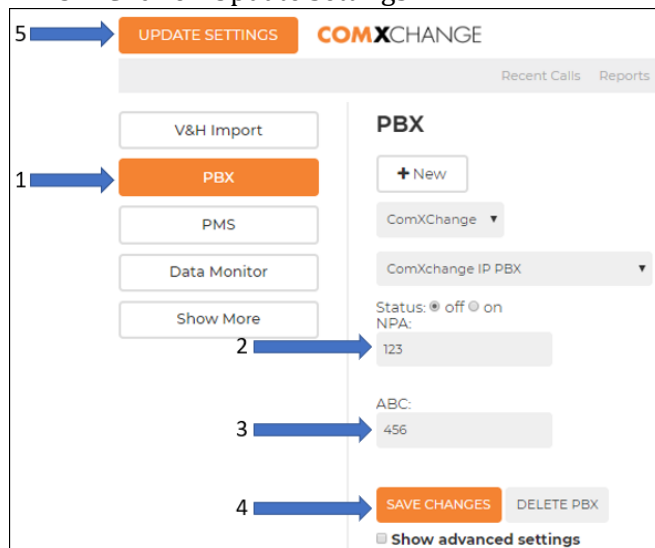 5 UPDATE SETTINGS COMXCHANGE
Recent Calls Reports
V&H Import
1 PBX
PMS
Data Monitor
Show More
PBX
+ New
ComXChange ▼
ComXchange IP PBX ▼
Status: off on
NPA:
2 123
ABC:
3 456
4 SAVE CHANGES DELETE PBX
Show advanced settings